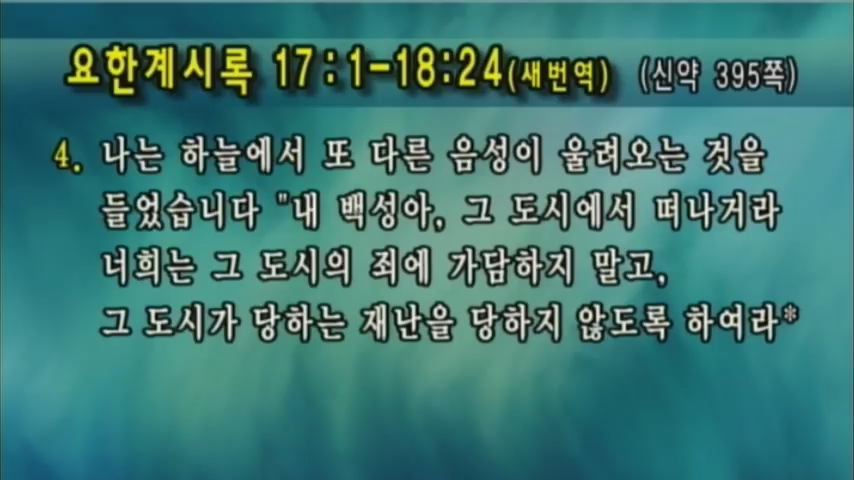 요한계시록 17:1-18:24(새번역) (신약 395쪽)
4. 나는 하늘에서 또 다른 음성이 울려오는 것을
들었습니다 "내 백성아, 그 도시에서 떠나거라
너희는 그 도시의 죄에 가담하지 말고,
그 도시가 당하는 재난을 당하지 않도록 하여라*